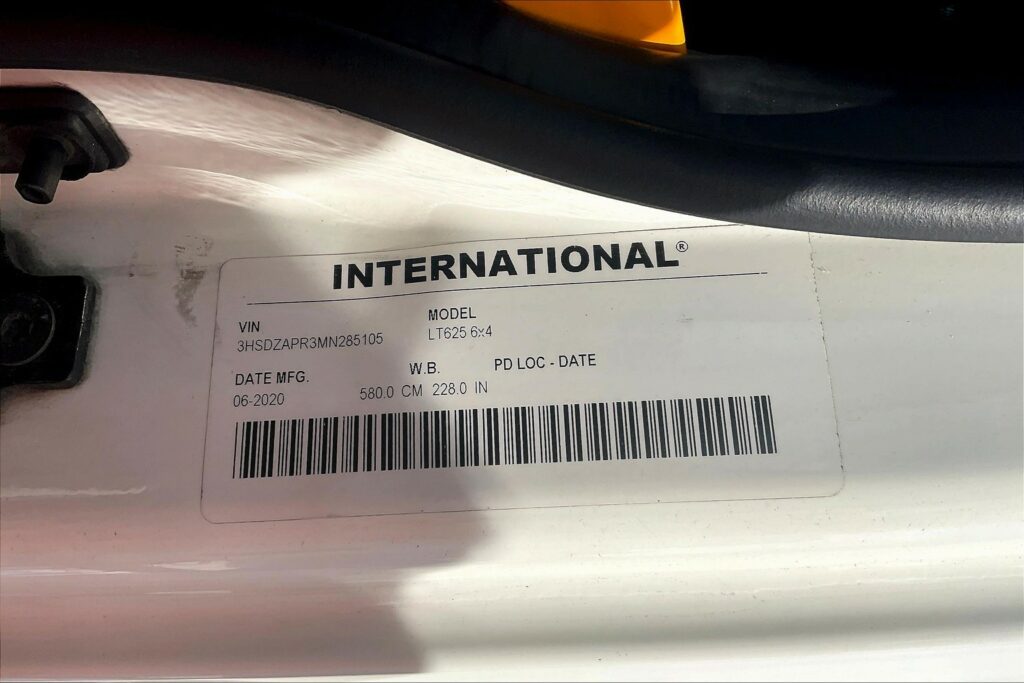 INTERNATIONAL®
VIN
MODEL
3HSDZAPR3MN285105
LT625 6x4
DATE MFG.
W.B.
PD LOC - DATE
06-2020
580.0 CM 228.0 IN